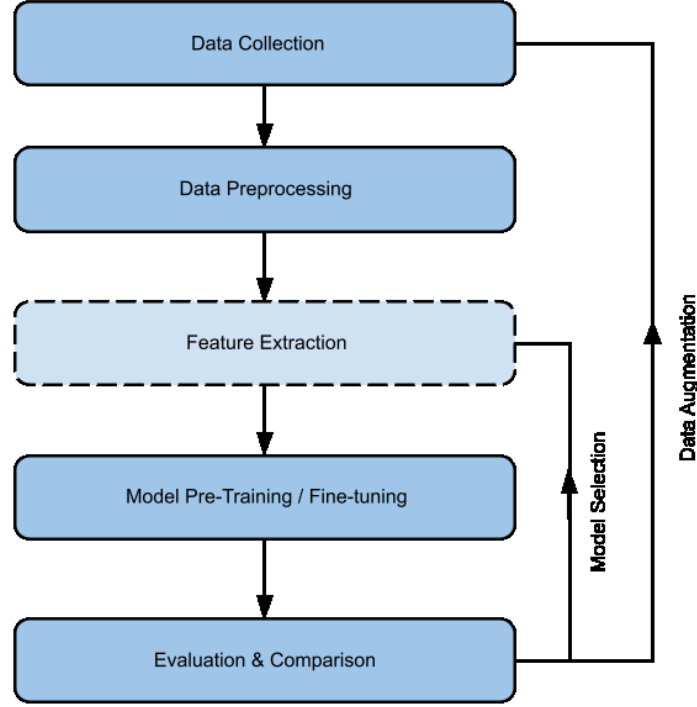 Data Collection
Data Preprocessing
Feature Extraction
Model Pre-Training / Fine-tuning
Evaluation & Comparison
Model Selection
Data Augmentation